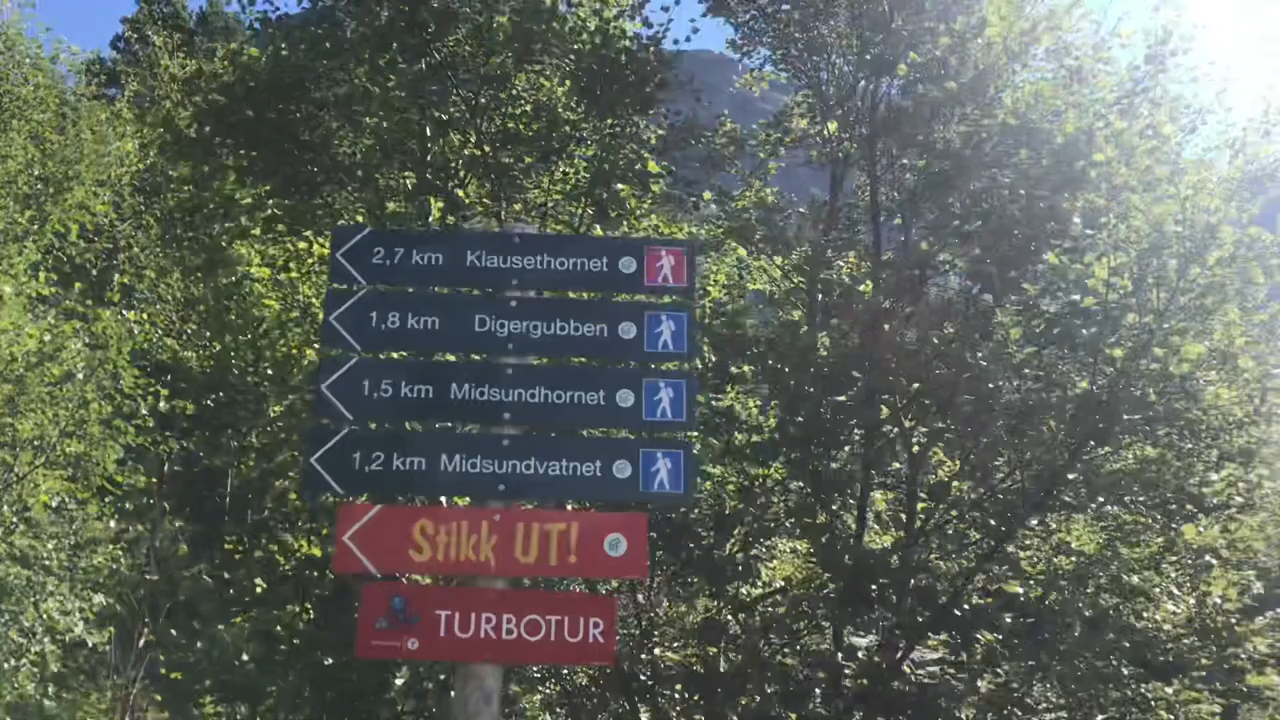 2,7 km Klausethornet
1,8 km Digergubben
1,5 km Midsundhornet
1,2 km Midsundvatnet
Stikk UT!
TURBOTUR